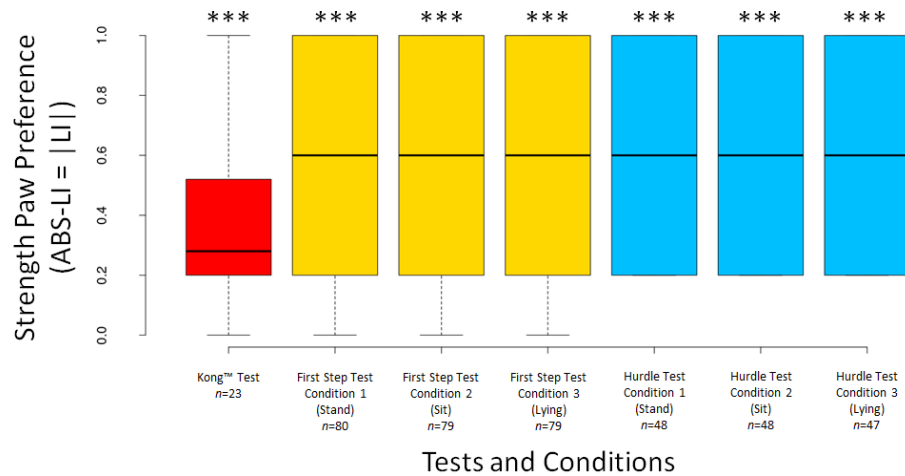 *** *** *** *** *** *** ***
Strength Paw Preference
(ABS-LI = |LI|)
1.0
0.8
0.6
0.4
0.2
0.0
Kong™ Test
n=23
First Step Test
Condition 1
(Stand)
n=80
First Step Test
Condition 2
(Sit)
n=79
First Step Test
Condition 3
(Lying)
n=79
Hurdle Test
Condition 1
(Stand)
n=48
Hurdle Test
Condition 2
(Sit)
n=48
Hurdle Test
Condition 3
(Lying)
n=47
Tests and Conditions